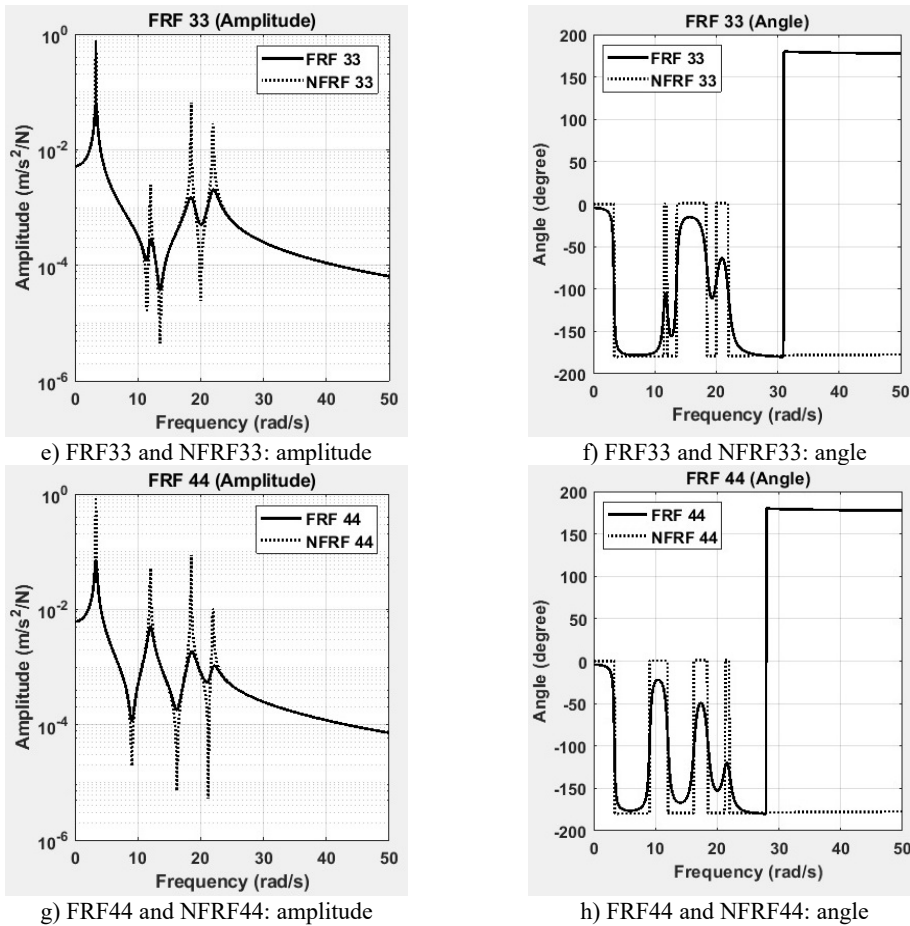 FRF 33 (Amplitude)
10^0
10^-2
10^-4
10^-6
Amplitude (m/s^2/N)
FRF 33
NFRF 33
0 10 20 30 40 50
Frequency (rad/s)
e) FRF33 and NFRF33: amplitude
FRF 33 (Angle)
200
150
100
50
0
-50
-100
-150
-200
Angle (degree)
FRF 33
NFRF 33
0 10 20 30 40 50
Frequency (rad/s)
f) FRF33 and NFRF33: angle
FRF 44 (Amplitude)
10^0
10^-2
10^-4
10^-6
Amplitude (m/s^2/N)
FRF 44
NFRF 44
0 10 20 30 40 50
Frequency (rad/s)
g) FRF44 and NFRF44: amplitude
FRF 44 (Angle)
200
150
100
50
0
-50
-100
-150
-200
Angle (degree)
FRF 44
NFRF 44
0 10 20 30 40 50
Frequency (rad/s)
h) FRF44 and NFRF44: angle